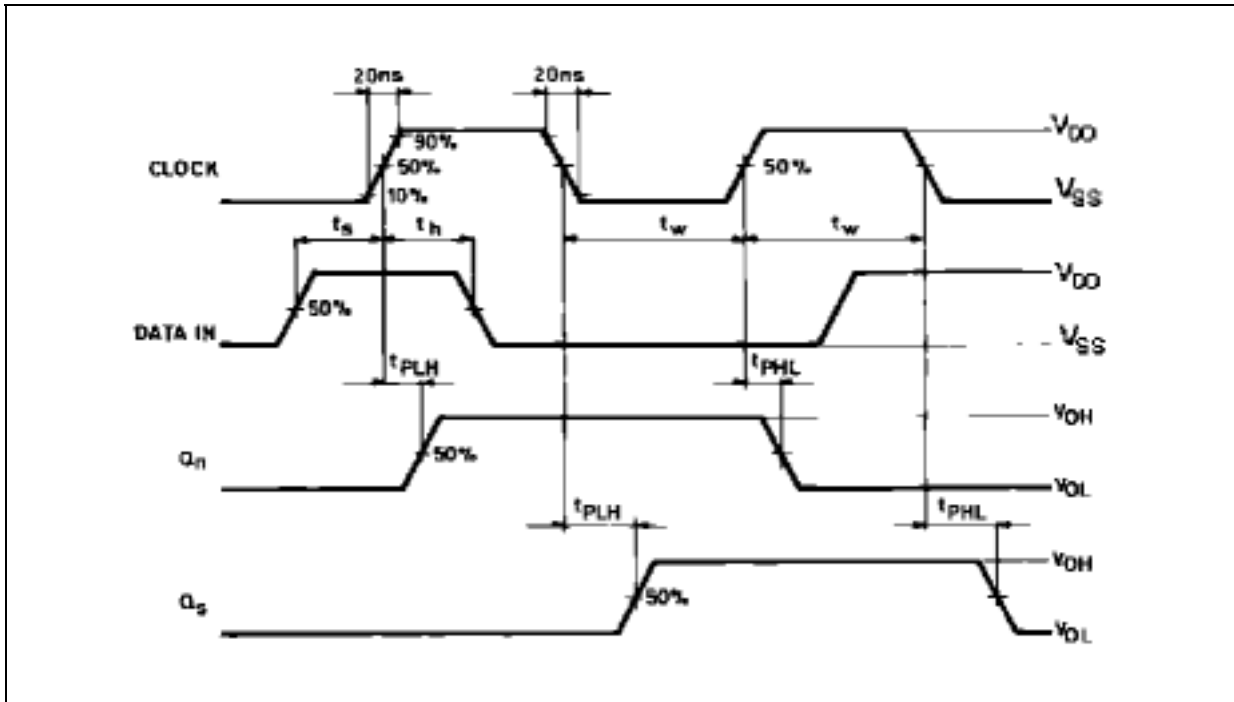 20ns 20ns
90% VDD
CLOCK 50% 50%
10% VSS
ts th tw tw
VDD
50%
DATA IN VSS
tPLH tPHL
VOH
Qn 50%
VOL
tPLH tPHL
VOH
Qs 50%
VOL